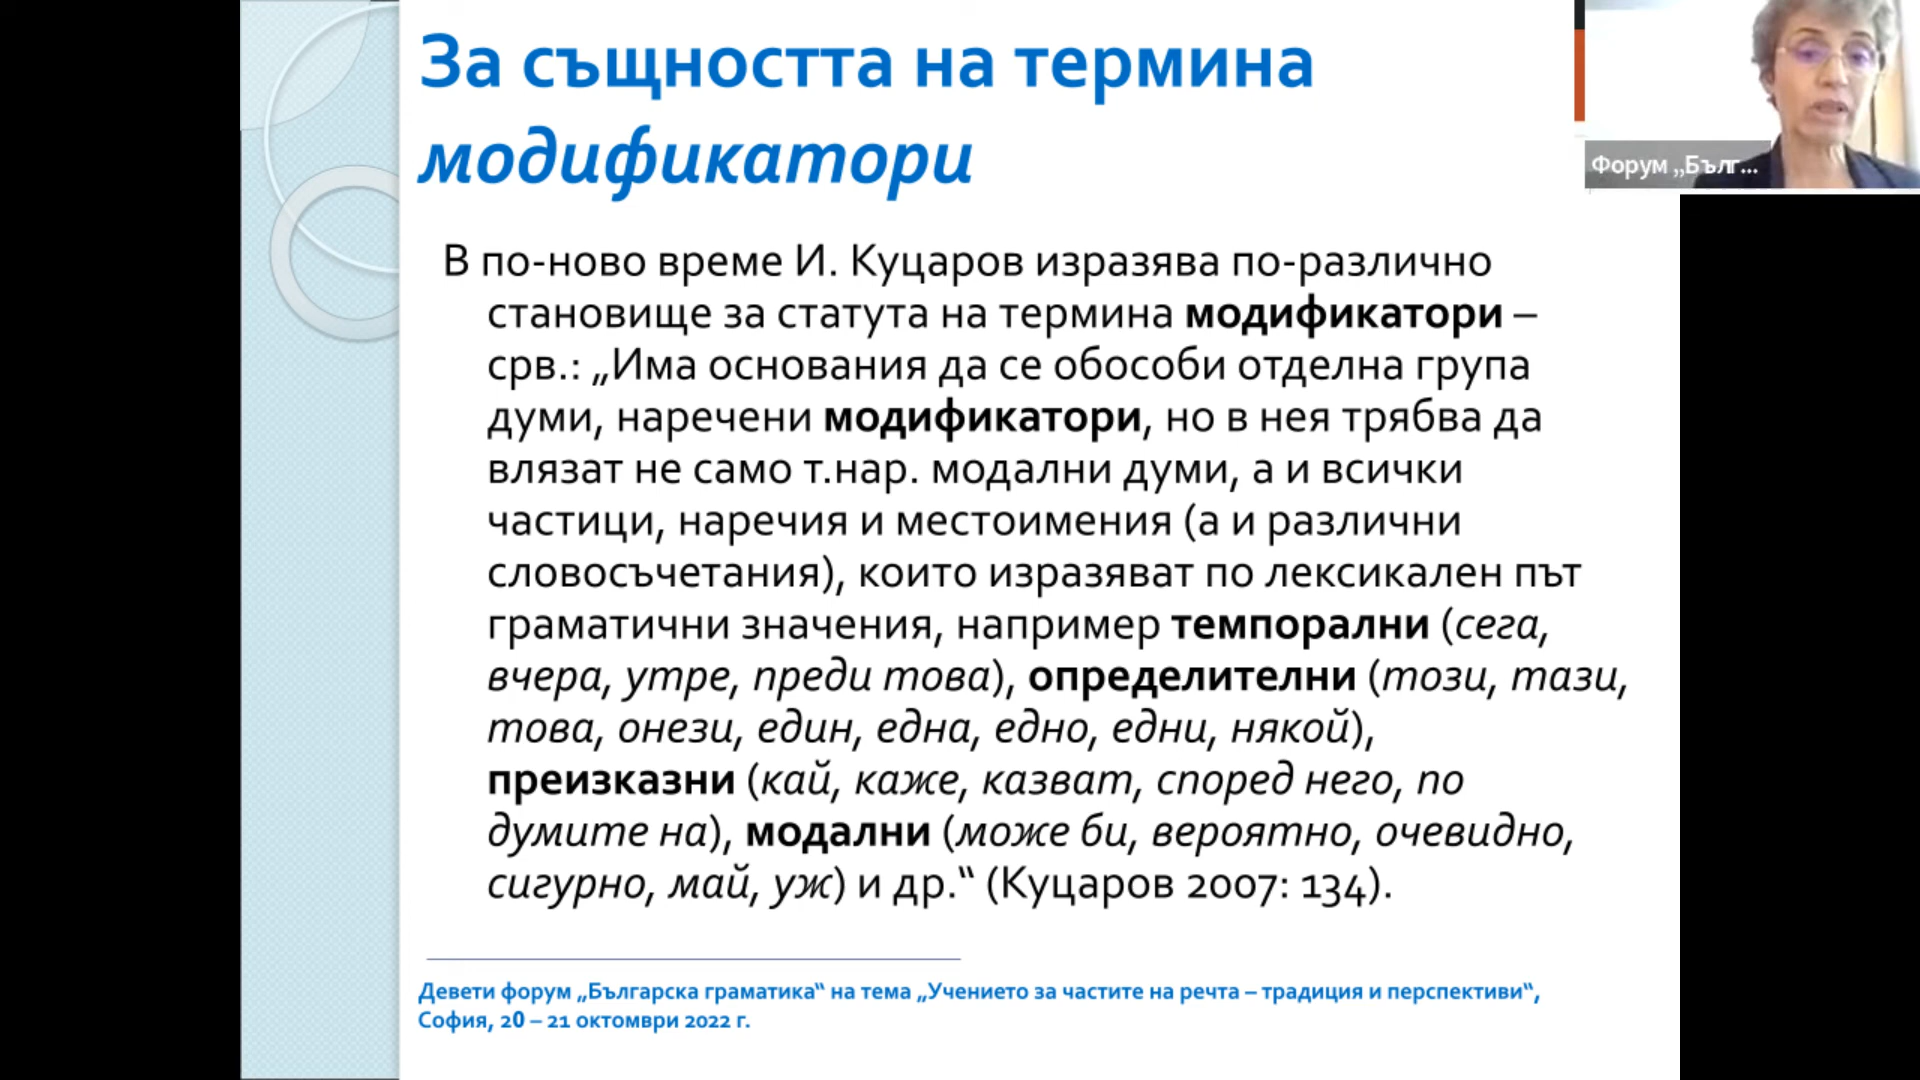 За същността на термина
модификатори
Форум „Бълг...
В по-ново време И. Куцаров изразява по-различно
становище за статута на термина модификатори –
срв.: „Има основания да се обособи отделна група
думи, наречени модификатори, но в нея трябва да
влязат не само т.нар. модални думи, а и всички
частици, наречия и местоимения (а и различни
словосъчетания), които изразяват по лексикален път
граматични значения, например темпорални (сега,
вчера, утре, преди това), определителни (този, тази,
това, онези, един, една, едно, едни, някой),
преизказни (кай, каже, казват, според него, по
думите на), модални (може би, вероятно, очевидно,
сигурно, май, уж) и др.“ (Куцаров 2007: 134).
Девети форум „Българска граматика“ на тема „Учението за частите на речта – традиция и перспективи“,
София, 20 – 21 октомври 2022 г.